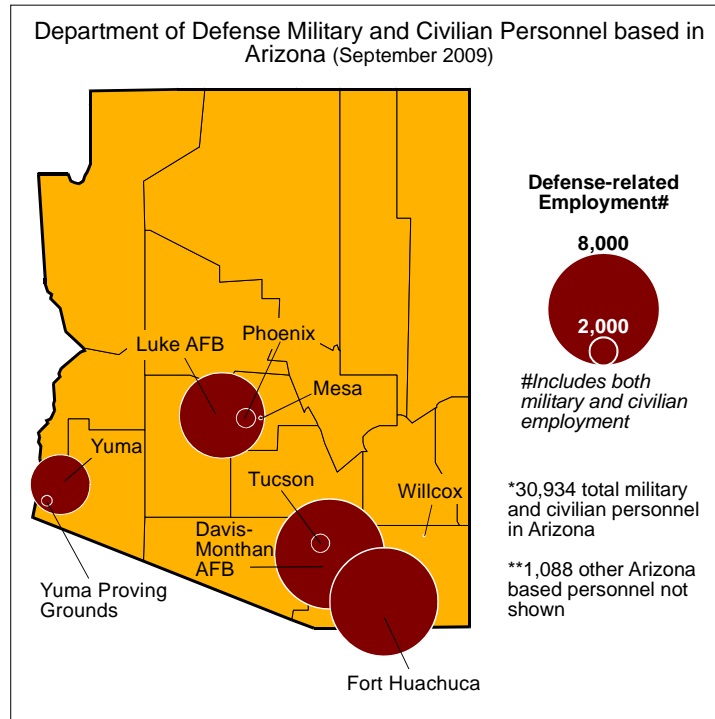 Department of Defense Military and Civilian Personnel based in
Arizona (September 2009)
Defense-related
Employment#
8,000
2,000
#Includes both
military and civilian
employment
Phoenix
Luke AFB
Mesa
Yuma
Tucson
Willcox
Davis-
Monthan
AFB
Yuma Proving
Grounds
Fort Huachuca
*30,934 total military
and civilian personnel
in Arizona
**1,088 other Arizona
based personnel not
shown